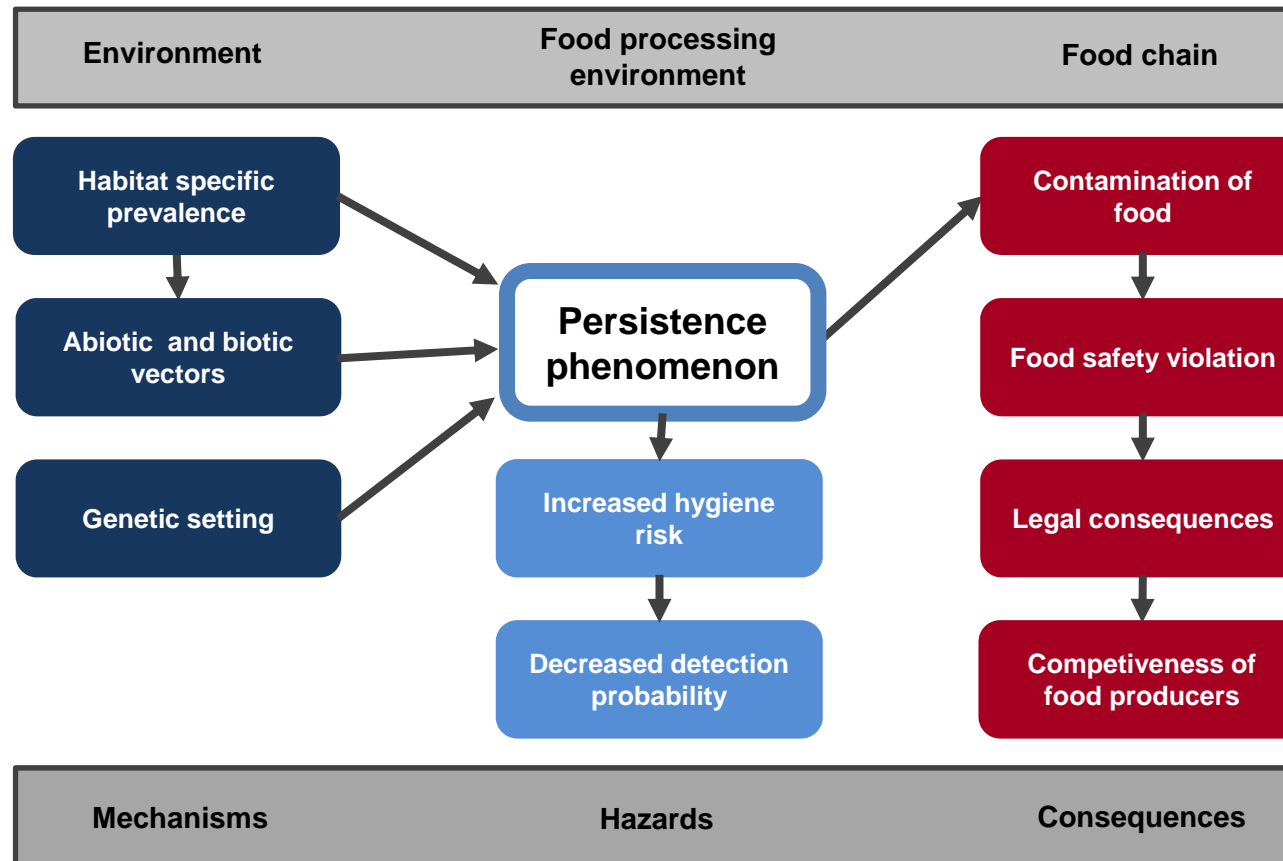 Environment
Food processing
environment
Food chain
Habitat specific
prevalence
Contamination of
food
Persistence
phenomenon
Abiotic and biotic
vectors
Food safety violation
Genetic setting
Increased hygiene
risk
Legal consequences
Decreased detection
probability
Competiveness of
food producers
Mechanisms
Hazards
Consequences